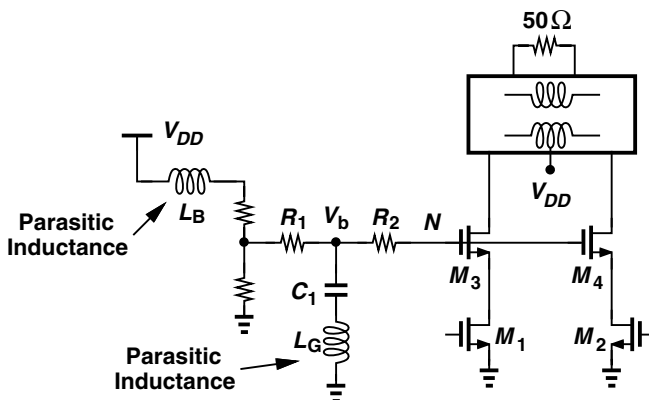 50Ω
V_DD
L_B
Parasitic
Inductance
R_1
V_b
R_2
N
V_DD
M_3
M_4
C_1
L_G
Parasitic
Inductance
M_1
M_2